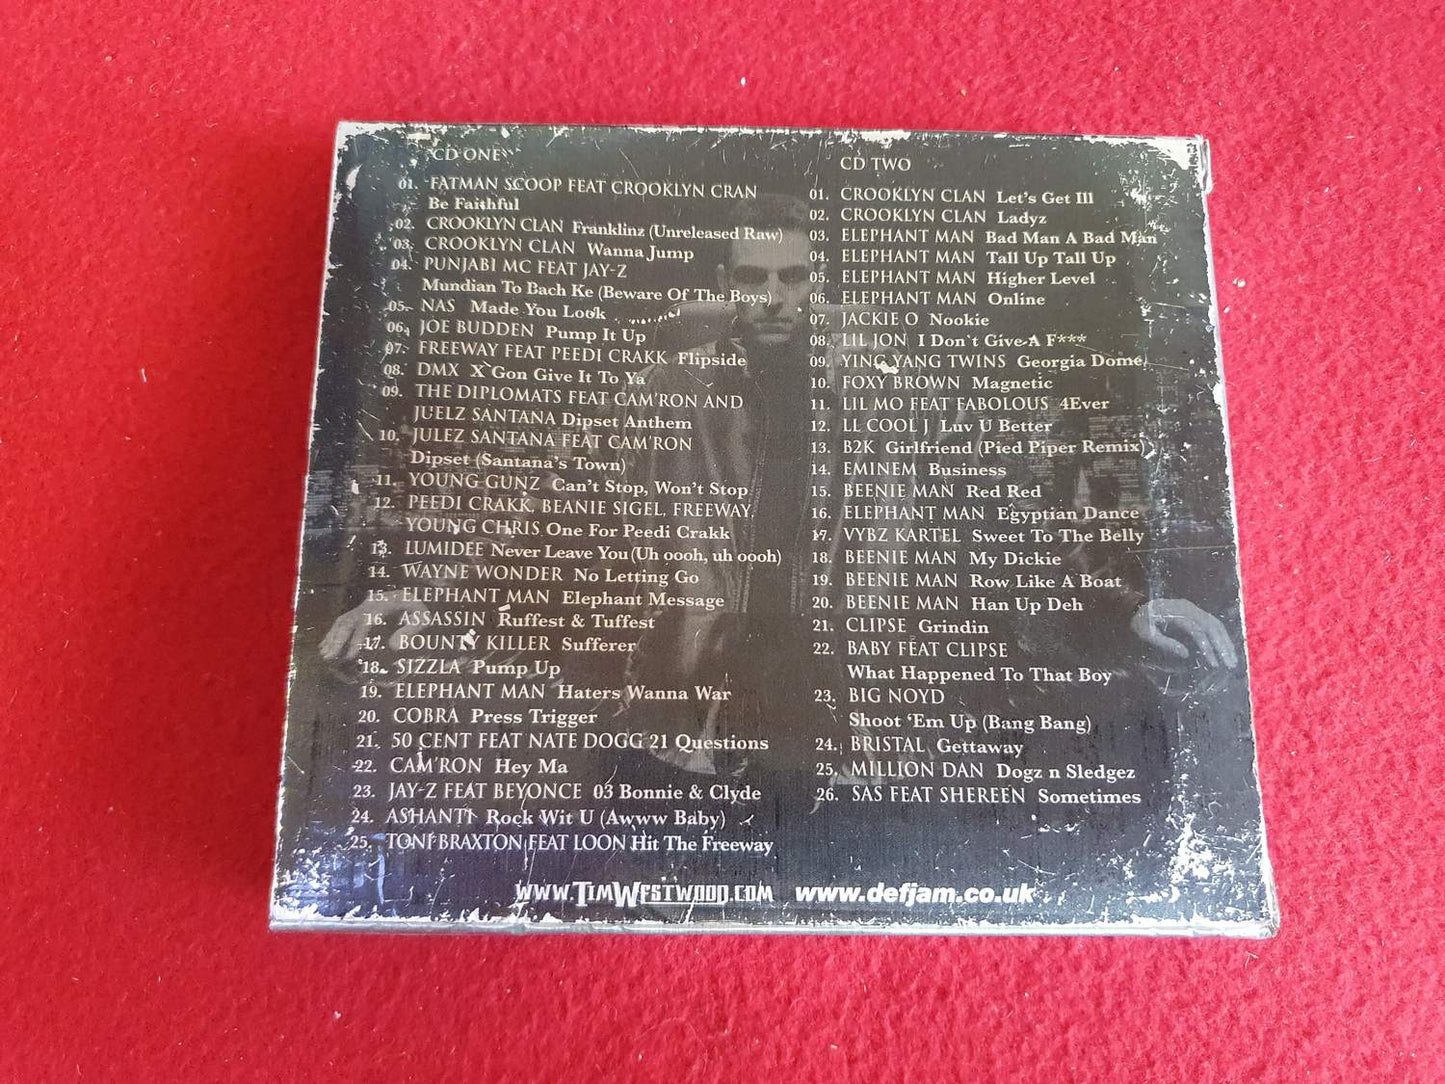 CD ONE
01. FATMAN SCOOP FEAT CROOKLYN CRAN
Be Faithful
02. CROOKLYN CLAN Franklinz (Unreleased Raw)
03. CROOKLYN CLAN Wanna Jump
04. PUNJABI MC FEAT JAY-Z
Mundian To Bach Ke (Beware Of The Boys)
05. NAS Made You Look
06. JOE BUDDEN Pump It Up
07. FREEWAY FEAT PEEDI CRAKK Flipside
08. DMX X Gon Give It To Ya
09. THE DIPLOMATS FEAT CAM'RON AND
JUELZ SANTANA Dipset Anthem
10. JULEZ SANTANA FEAT CAM'RON
Dipset (Santana's Town)
11. YOUNG GUNZ Can't Stop, Won't Stop
12. PEEDI CRAKK, BEANIE SIGEL, FREEWAY,
YOUNG CHRIS One For Peedi Crakk
13. LUMIDEE Never Leave You (Uh oooh, uh oooh)
14. WAYNE WONDER No Letting Go
15. ELEPHANT MAN Elephant Message
16. ASSASSIN Ruffest & Tuffest
17. BOUNTY KILLER Sufferer
18. SIZZLA Pump Up
19. ELEPHANT MAN Haters Wanna War
20. COBRA Press Trigger
21. 50 CENT FEAT NATE DOGG 21 Questions
22. CAM'RON Hey Ma
23. JAY-Z FEAT BEYONCE 03 Bonnie & Clyde
24. ASHANTI Rock Wit U (Awww Baby)
25. TONI BRAXTON FEAT LOON Hit The Freeway
CD TWO
01. CROOKLYN CLAN Let's Get Ill
02. CROOKLYN CLAN Ladyz
03. ELEPHANT MAN Bad Man A Bad Man
04. ELEPHANT MAN Tall Up Tall Up
05. ELEPHANT MAN Higher Level
06. ELEPHANT MAN Online
07. JACKIE O Nookie
08. LIL JON I Don`t Give A F***
09. YING YANG TWINS Georgia Dome
10. FOXY BROWN Magnetic
11. LIL MO FEAT FABOLOUS 4Ever
12. LL COOL J Luv U Better
13. B2K Girlfriend (Pied Piper Remix)
14. EMINEM Business
15. BEENIE MAN Red Red
16. ELEPHANT MAN Egyptian Dance
17. VYBZ KARTEL Sweet To The Belly
18. BEENIE MAN My Dickie
19. BEENIE MAN Row Like A Boat
20. BEENIE MAN Han Up Deh
21. CLIPSE Grindin
22. BABY FEAT CLIPSE
What Happened To That Boy
23. BIG NOYD
Shoot 'Em Up (Bang Bang)
24. BRISTAL Gettaway
25. MILLION DAN Dogz n Sledgez
26. SAS FEAT SHEREEN Sometimes
WWW.TIMWESTWOOD.COM www.defjam.co.uk